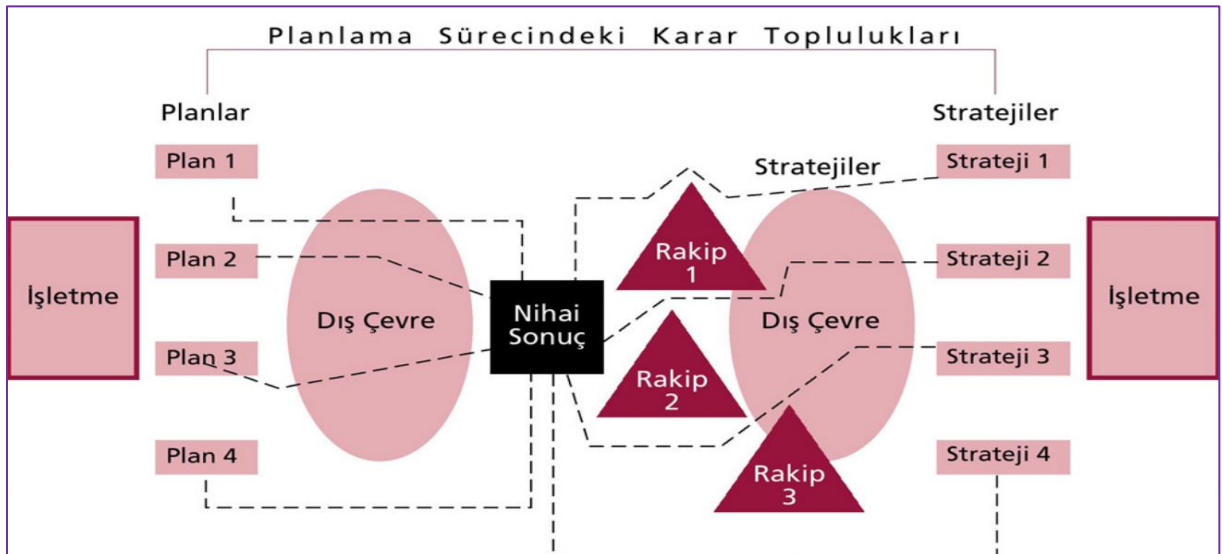 Planlama Sürecindeki Karar Toplulukları
Planlar
Stratejiler
Plan 1
Plan 2
Plan 3
Plan 4
İşletme
Dış Çevre
Nihai
Sonuç
Stratejiler
Rakip
1
Rakip
2
Rakip
3
Dış Çevre
Strateji 1
Strateji 2
Strateji 3
Strateji 4
İşletme